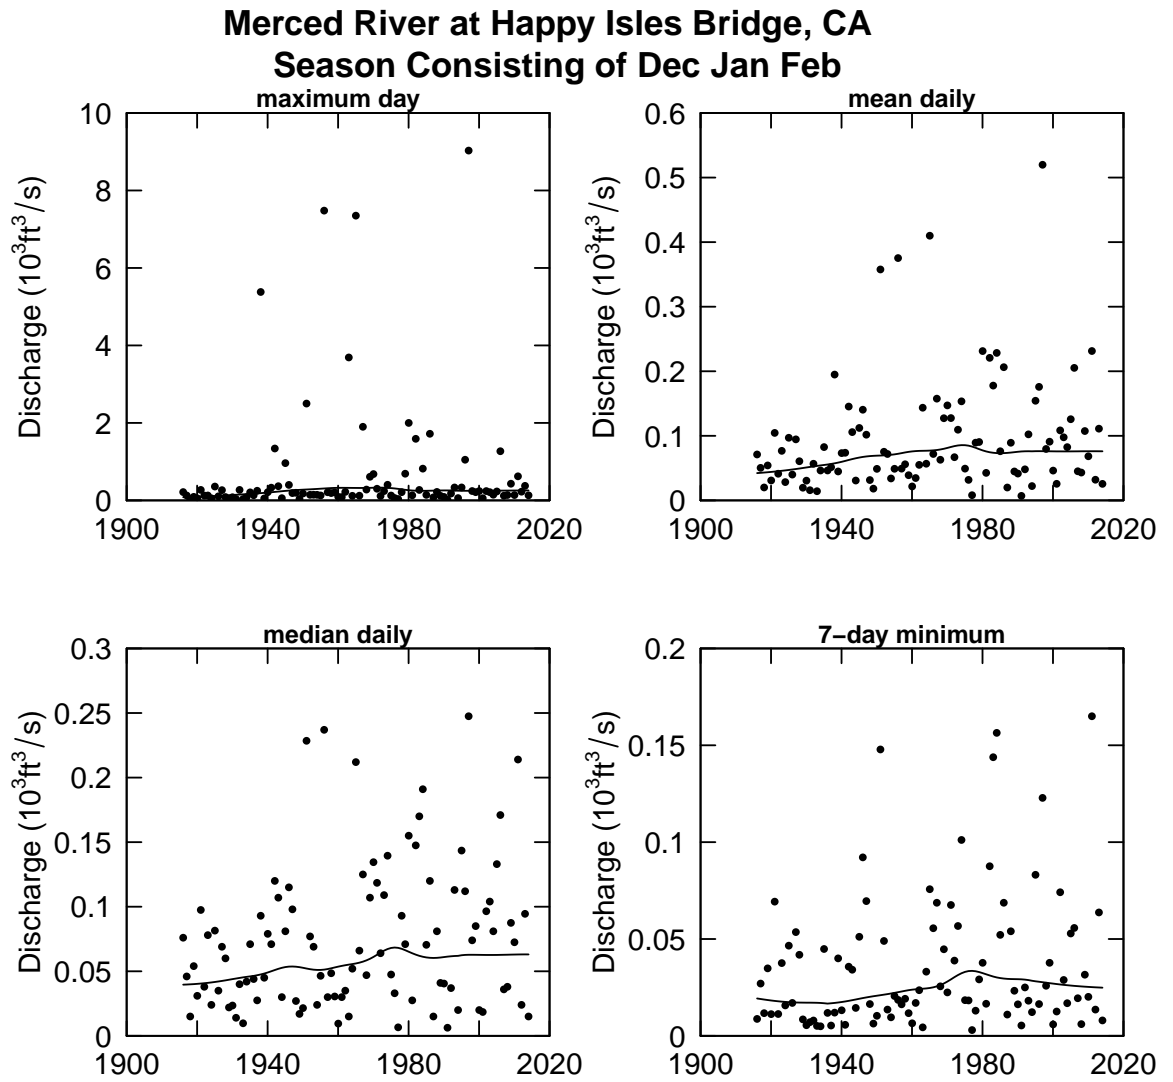 Merced River at Happy Isles Bridge, CA
Season Consisting of Dec Jan Feb
maximum day
Discharge (10³ft³/s)
10
8
6
4
2
0
1900 1940 1980 2020
mean daily
Discharge (10³ft³/s)
0.6
0.5
0.4
0.3
0.2
0.1
0
1900 1940 1980 2020
median daily
Discharge (10³ft³/s)
0.3
0.25
0.2
0.15
0.1
0.05
0
1900 1940 1980 2020
7−day minimum
Discharge (10³ft³/s)
0.2
0.15
0.1
0.05
0
1900 1940 1980 2020